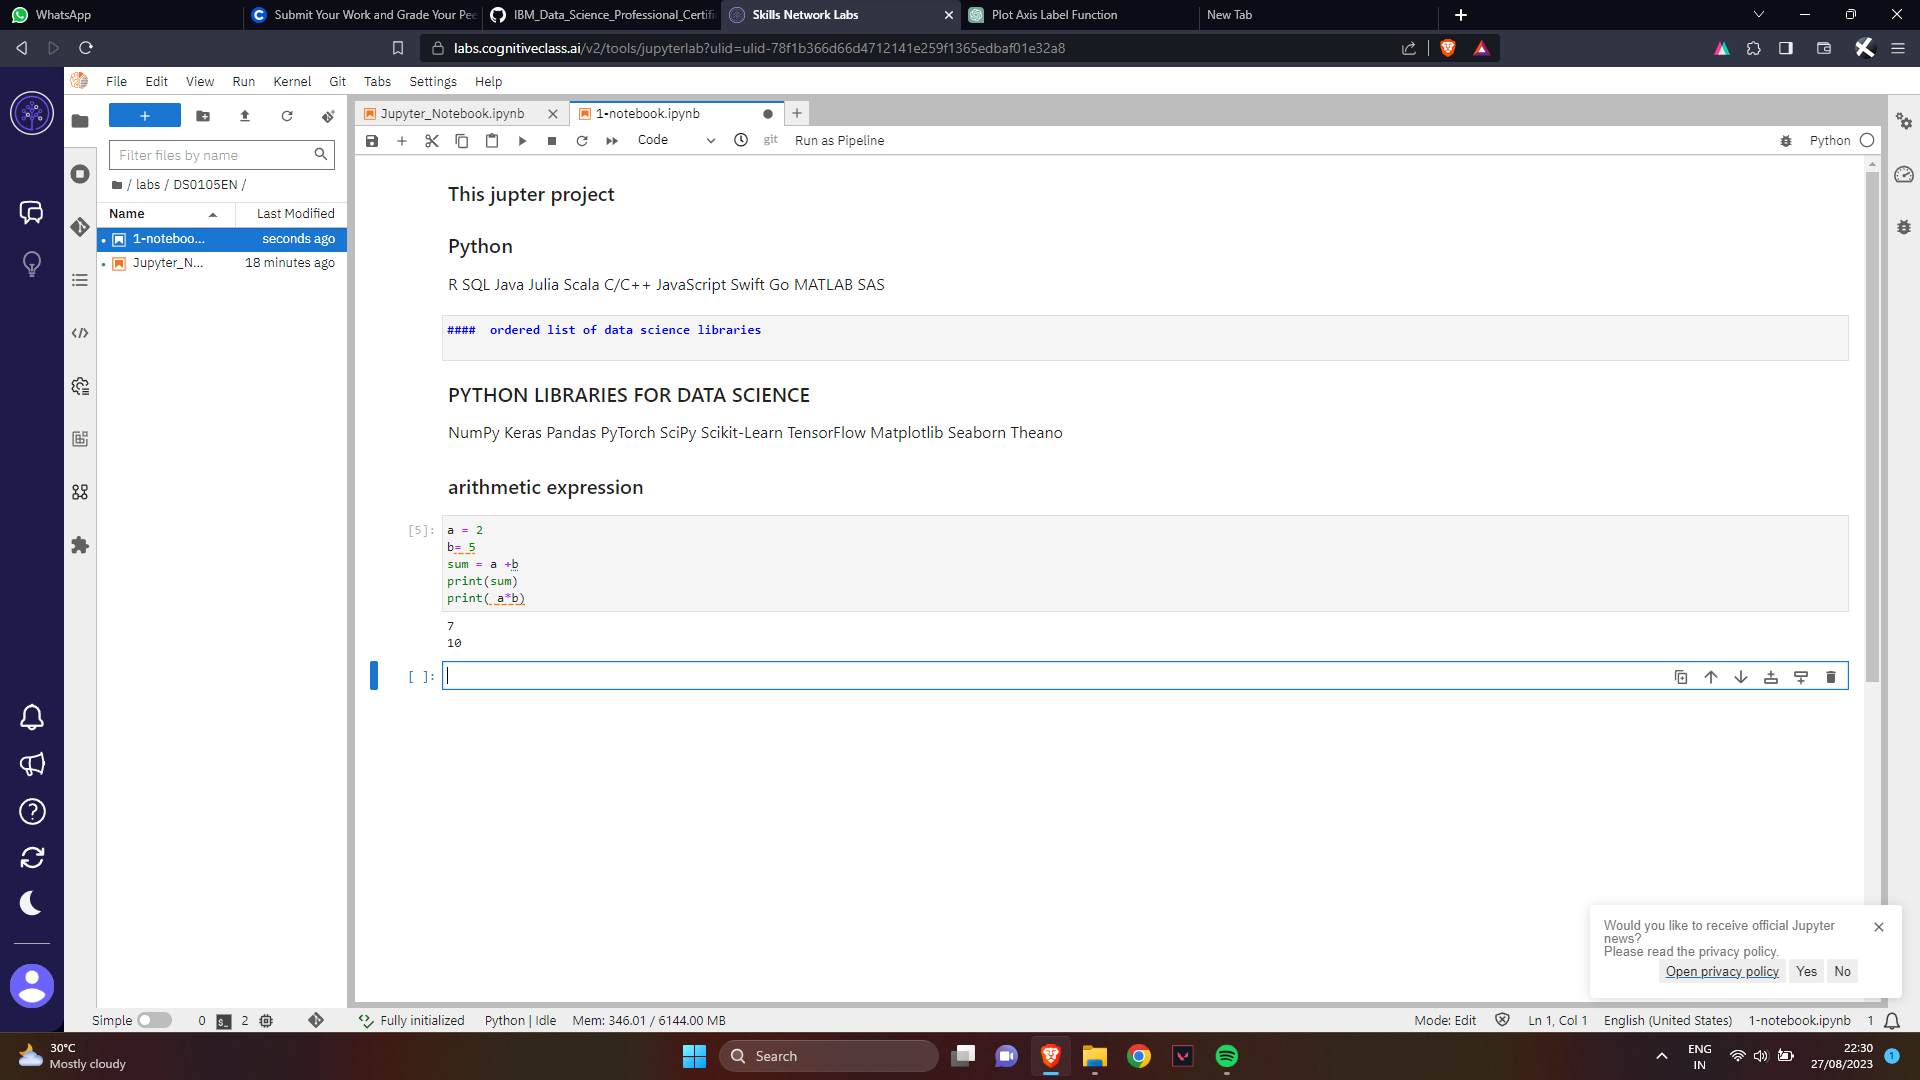 WhatsApp
Submit Your Work and Grade Your Pee
IBM_Data_Science_Professional_Certifi
Skills Network Labs
Plot Axis Label Function
New Tab
labs.cognitiveclass.ai/v2/tools/jupyterlab?ulid=ulid-78f1b366d66d4712141e259f1365edbaf01e32a8
File Edit View Run Kernel Git Tabs Settings Help
Jupyter_Notebook.ipynb
1-notebook.ipynb
Code
git
Run as Pipeline
Python
Filter files by name
/ labs / DS0105EN /
Name Last Modified
1-noteboo... seconds ago
Jupyter_N... 18 minutes ago
This jupter project
Python
R SQL Java Julia Scala C/C++ JavaScript Swift Go MATLAB SAS
####  ordered list of data science libraries
PYTHON LIBRARIES FOR DATA SCIENCE
NumPy Keras Pandas PyTorch SciPy Scikit-Learn TensorFlow Matplotlib Seaborn Theano
arithmetic expression
[5]: a = 2
b= 5
sum = a +b
print(sum)
print( a*b)
7
10
[ ]:
Would you like to receive official Jupyter
news?
Please read the privacy policy.
Open privacy policy Yes No
Simple 0 2 Fully initialized Python | Idle Mem: 346.01 / 6144.00 MB Mode: Edit Ln 1, Col 1 English (United States) 1-notebook.ipynb 1
30°C
Mostly cloudy
Search
ENG
IN
22:30
27/08/2023
1